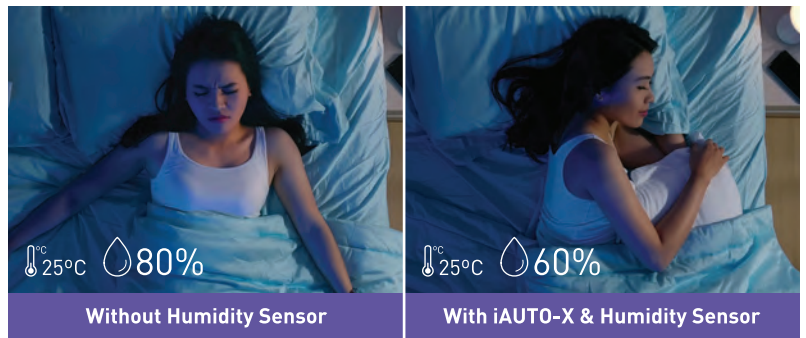 °C 25°C 80%
Without Humidity Sensor
°C 25°C 60%
With iAUTO-X & Humidity Sensor